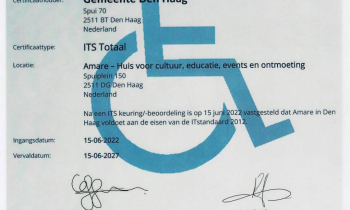 Certificaathouder: Gemeente Den Haag
Spui 70
2511 BT Den Haag
Nederland
Certificaattype: ITS Totaal
Locatie: Amare – Huis voor cultuur, educatie, events en ontmoeting
Spuiplein 150
2511 DG Den Haag
Nederland
Na een ITS keuring/-beoordeling is op 15 juni 2022 vastgesteld dat Amare in Den
Haag voldoet aan de eisen van de ITstandaard 2012.
Ingangsdatum: 15-06-2022
Vervaldatum: 15-06-2027